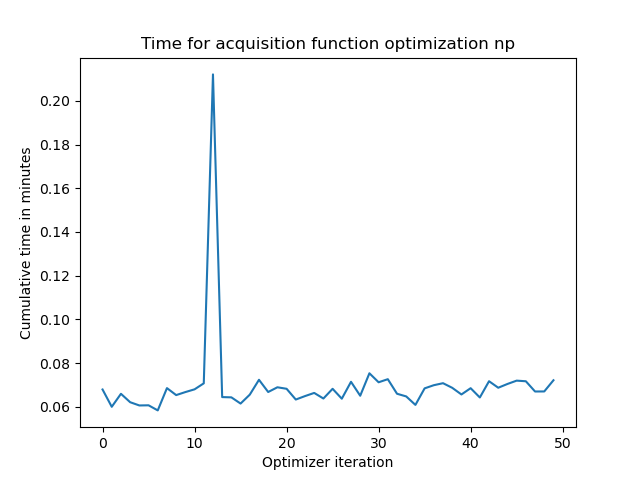 Time for acquisition function optimization np
Cumulative time in minutes
0.20
0.18
0.16
0.14
0.12
0.10
0.08
0.06
0 10 20 30 40 50
Optimizer iteration